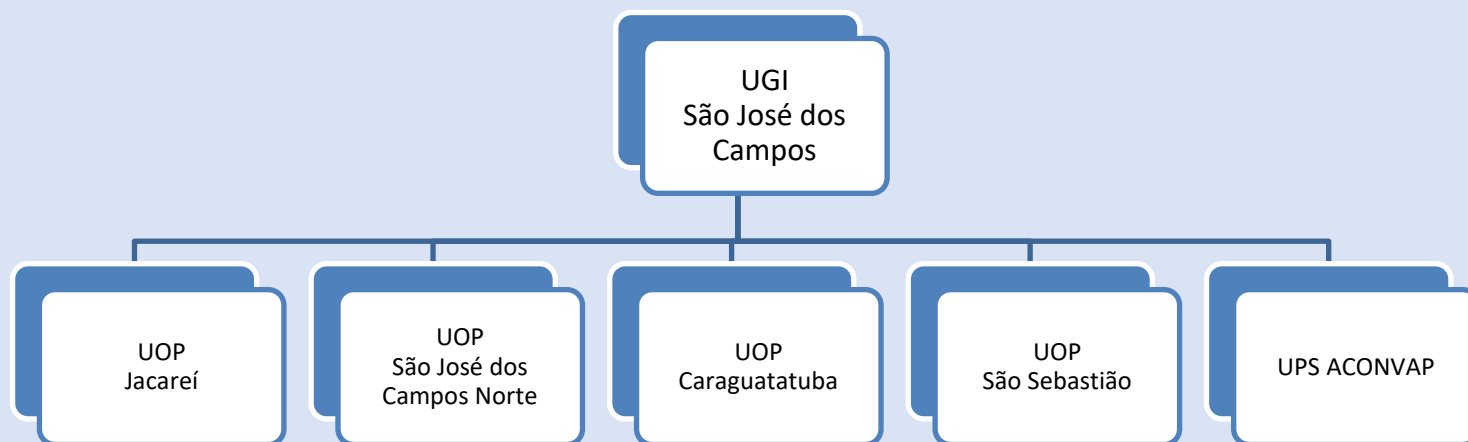 UGI
São José dos
Campos
UOP
Jacareí
UOP
São José dos
Campos Norte
UOP
Caraguatatuba
UOP
São Sebastião
UPS ACONVAP